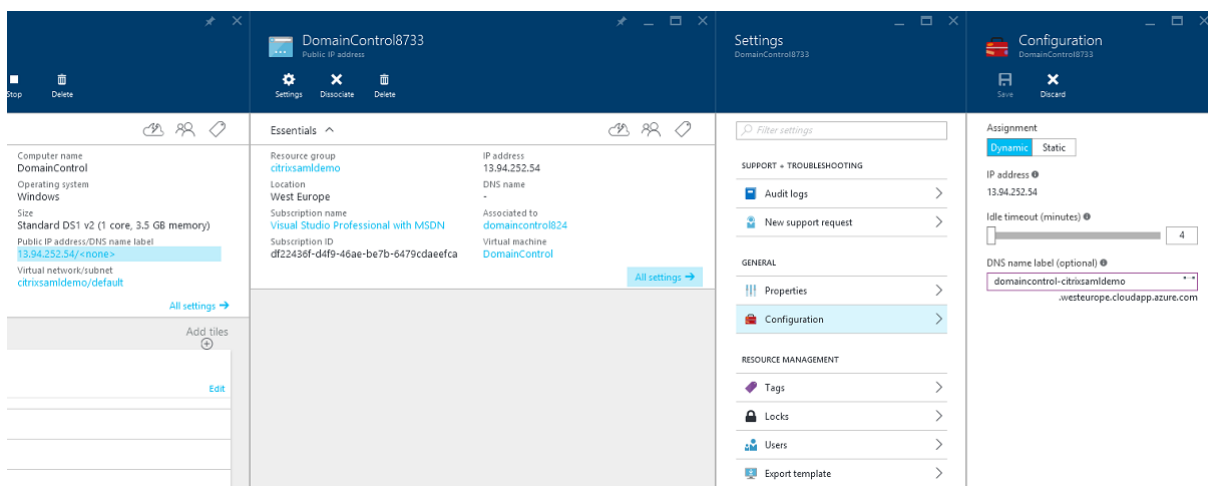 Stop
Delete
Computer name
DomainControl
Operating system
Windows
Size
Standard DS1 v2 (1 core, 3.5 GB memory)
Public IP address/DNS name label
13.94.252.54/<none>
Virtual network/subnet
citrixsamldemo/default
All settings →
Add tiles
Edit
DomainControl8733
Public IP address
Settings
Dissociate
Delete
Essentials
Resource group
citrixsamldemo
Location
West Europe
Subscription name
Visual Studio Professional with MSDN
Subscription ID
df22436f-d4f9-46ae-be7b-6479cdaeefca
IP address
13.94.252.54
DNS name
-
Associated to
domaincontrol824
Virtual machine
DomainControl
All settings →
Settings
DomainControl8733
Filter settings
SUPPORT + TROUBLESHOOTING
Audit logs
New support request
GENERAL
Properties
Configuration
RESOURCE MANAGEMENT
Tags
Locks
Users
Export template
Configuration
DomainControl8733
Save
Discard
Assignment
Dynamic
Static
IP address
13.94.252.54
Idle timeout (minutes)
4
DNS name label (optional)
domaincontrol-citrixsamldemo
.westeurope.cloudapp.azure.com